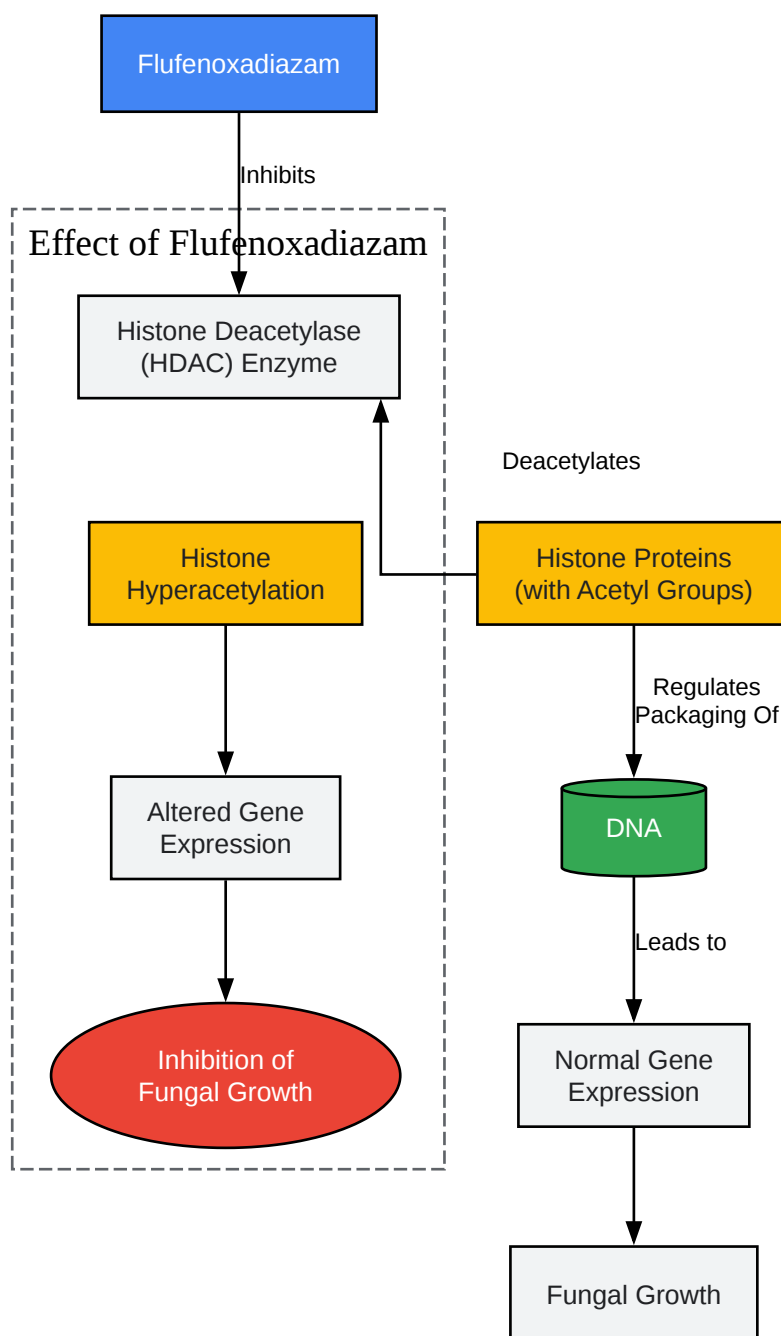 Flufenoxadiazam
Inhibits
Effect of Flufenoxadiazam
Histone Deacetylase
(HDAC) Enzyme
Deacetylates
Histone
Hyperacetylation
Histone Proteins
(with Acetyl Groups)
Regulates
Packaging Of
Altered Gene
Expression
DNA
Leads to
Inhibition of
Fungal Growth
Normal Gene
Expression
Fungal Growth